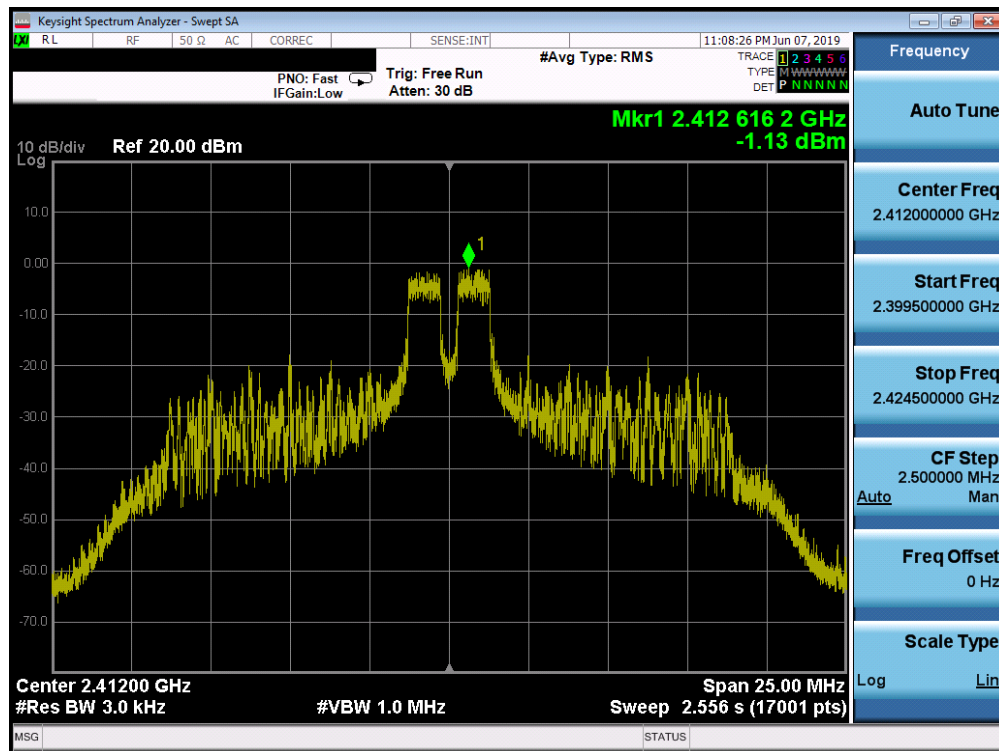 Keysight Spectrum Analyzer - Swept SA
LXI RL RF 50 Ω AC CORREC SENSE:INT 11:08:26 PM Jun 07, 2019
#Avg Type: RMS TRACE 1 2 3 4 5 6
PNO: Fast Trig: Free Run TYPE M WWWWW
IFGain:Low Atten: 30 dB DET P N N N N N
Mkr1 2.412 616 2 GHz
-1.13 dBm
10 dB/div Ref 20.00 dBm
Log
1
10.0
0.00
-10.0
-20.0
-30.0
-40.0
-50.0
-60.0
-70.0
Center 2.41200 GHz Span 25.00 MHz
#Res BW 3.0 kHz #VBW 1.0 MHz Sweep 2.556 s (17001 pts)
MSG STATUS
Frequency
Auto Tune
Center Freq
2.412000000 GHz
Start Freq
2.399500000 GHz
Stop Freq
2.424500000 GHz
CF Step
2.500000 MHz
Auto Man
Freq Offset
0 Hz
Scale Type
Log Lin